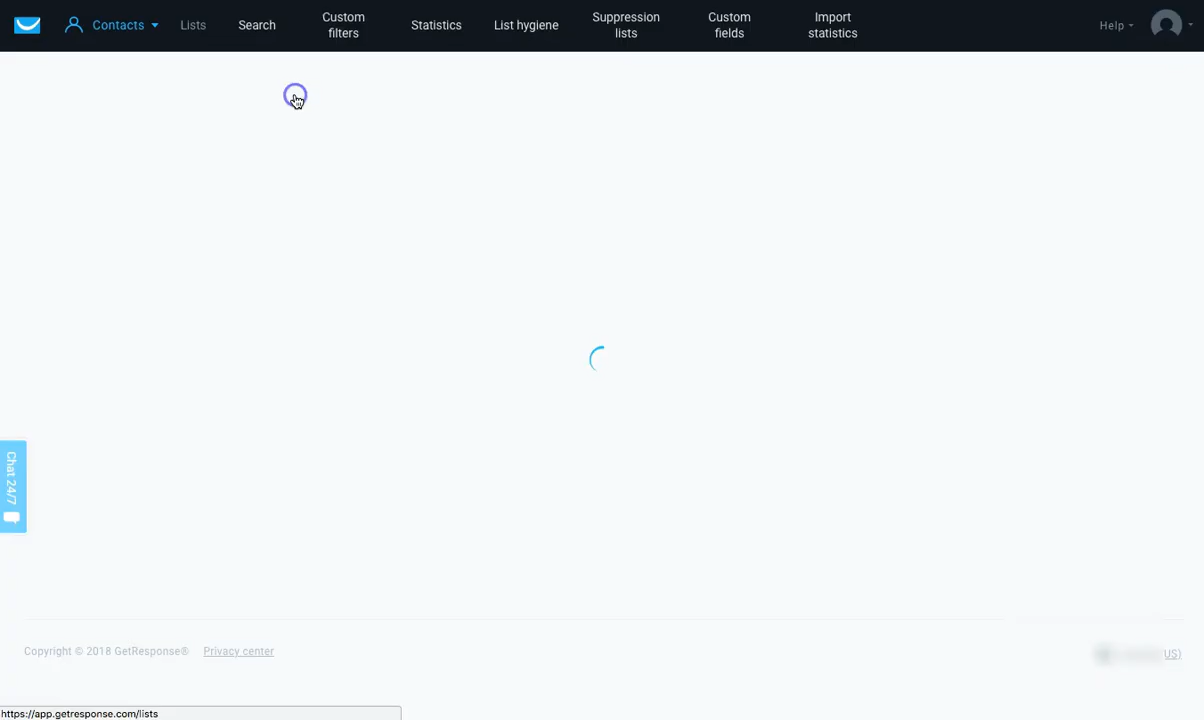 Contacts
Lists
Search
Custom
filters
Statistics
List hygiene
Suppression
lists
Custom
fields
Import
statistics
Help
Chat 24/7
Copyright © 2018 GetResponse®
Privacy center
US)
https://app.getresponse.com/lists